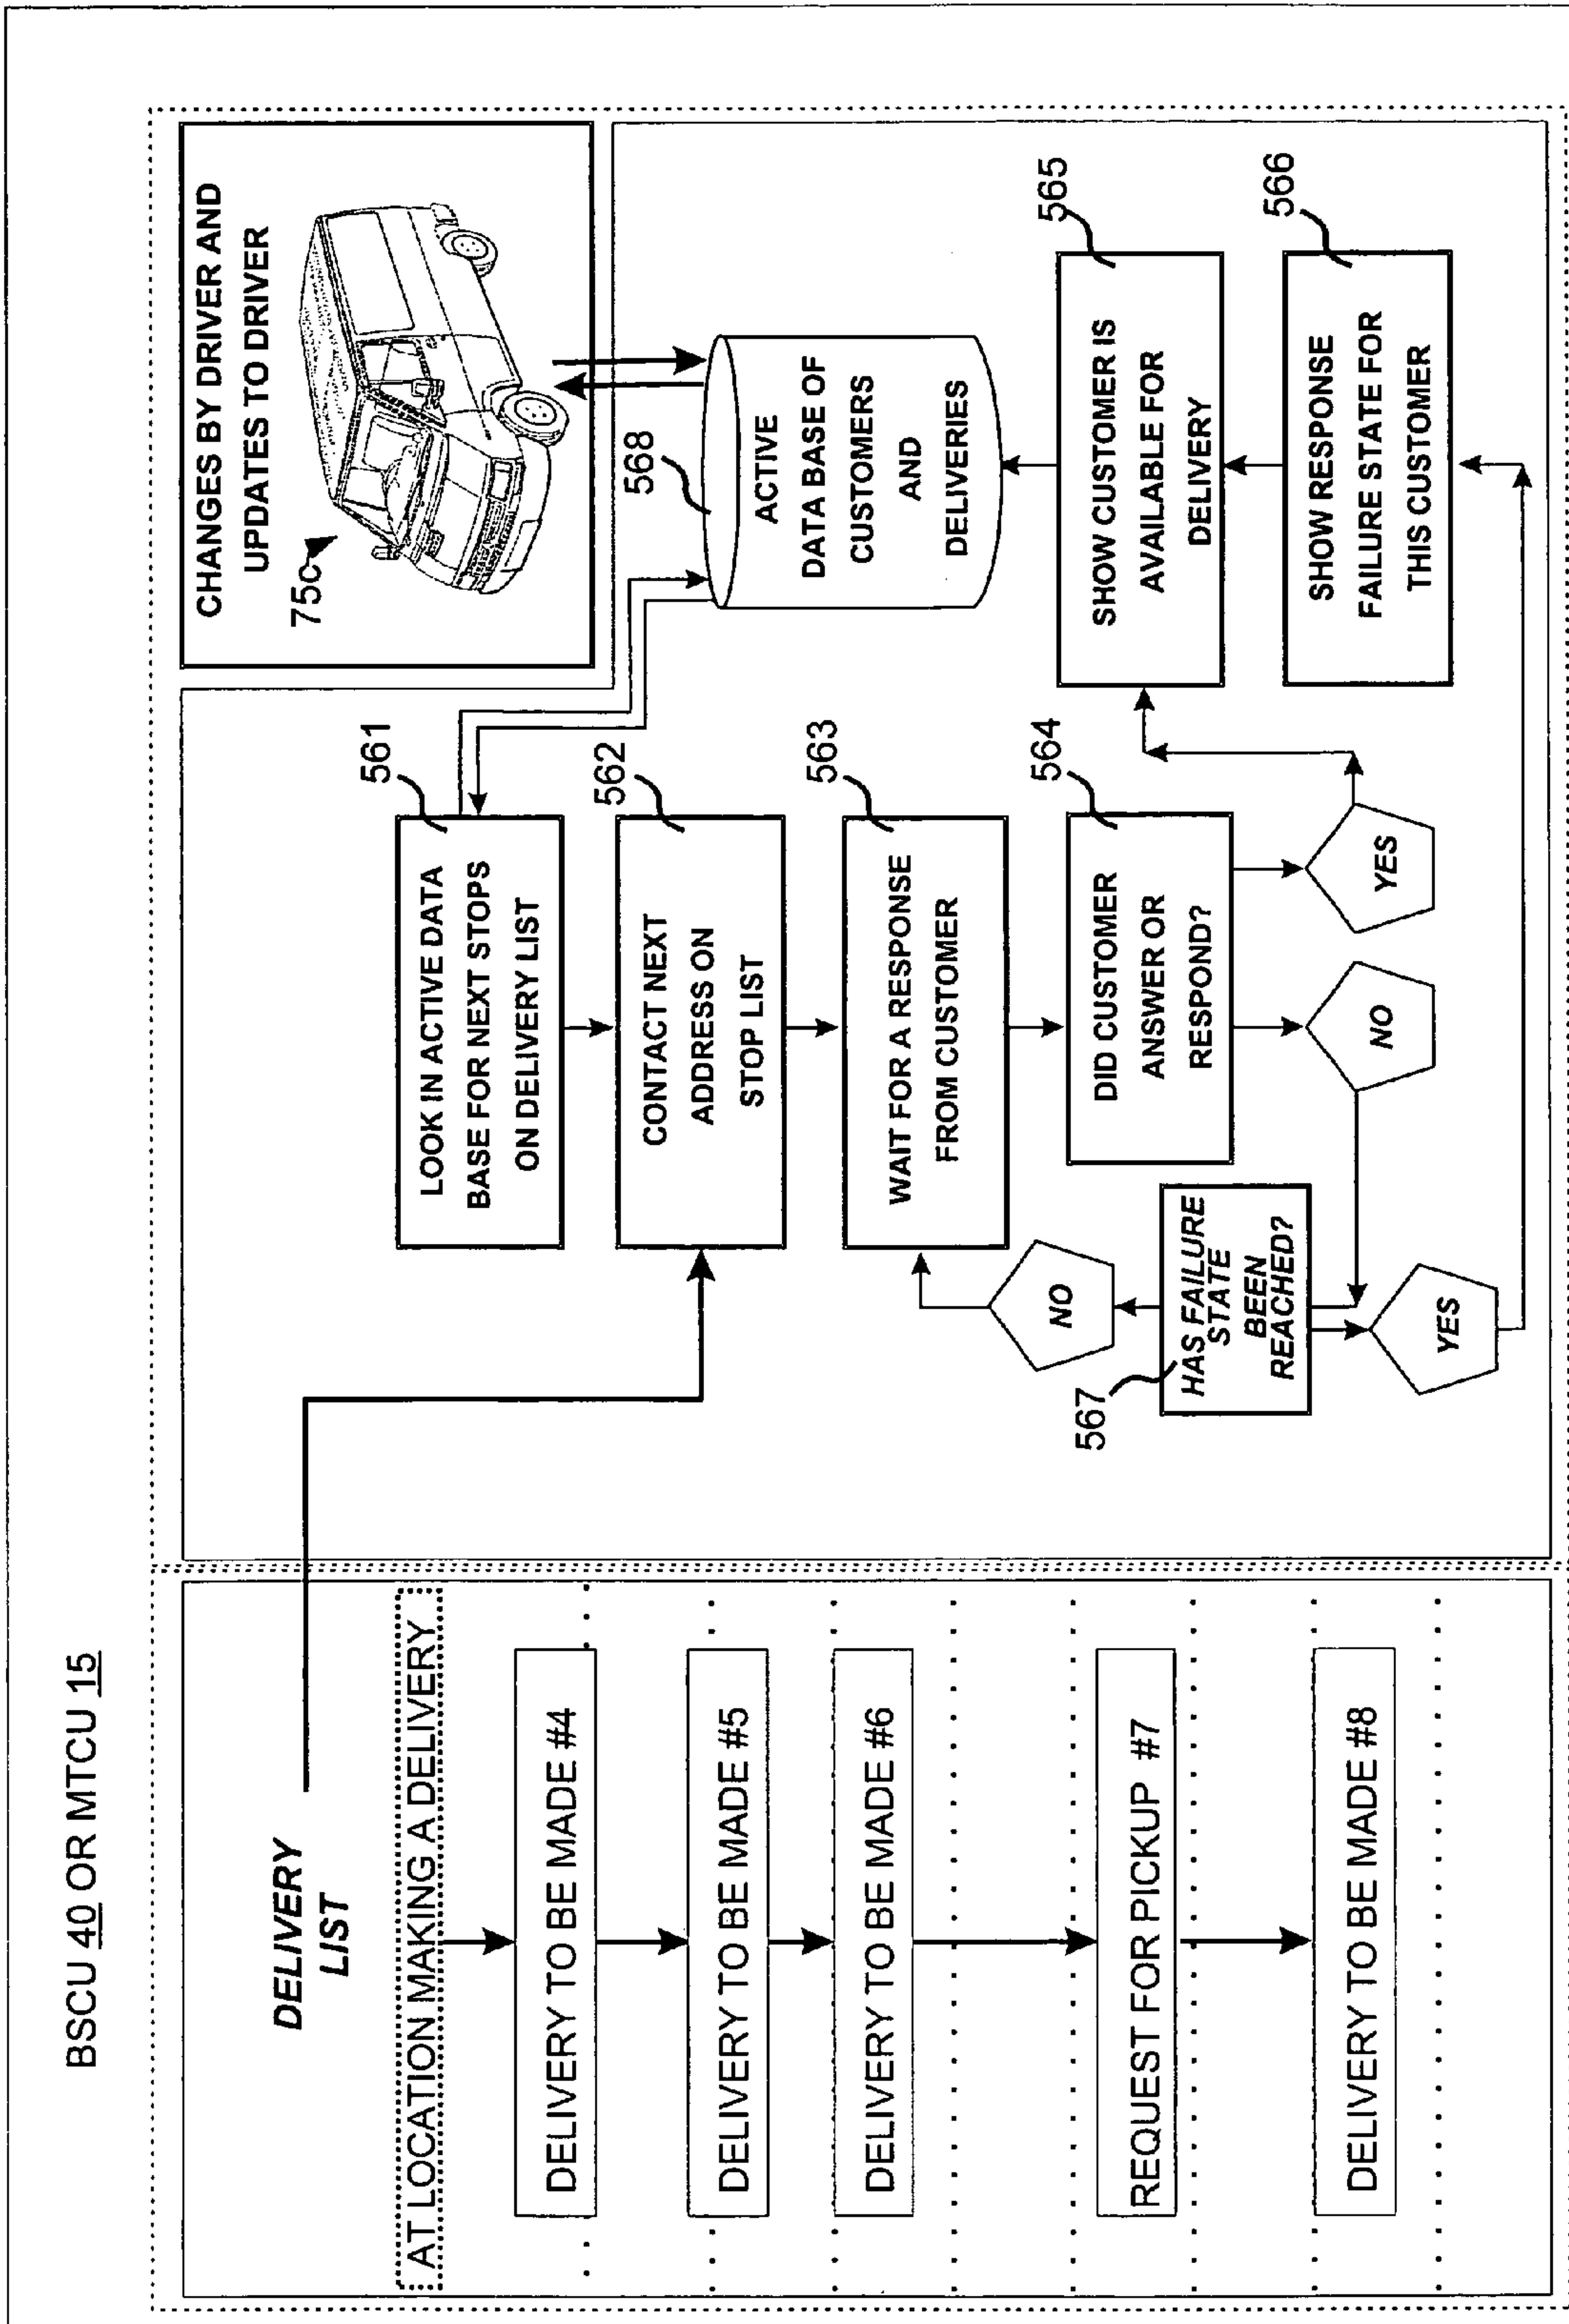 BSCU 40 OR MTCU 15
DELIVERY
LIST
AT LOCATION MAKING A DELIVERY
DELIVERY TO BE MADE #4
DELIVERY TO BE MADE #5
DELIVERY TO BE MADE #6
REQUEST FOR PICKUP #7
DELIVERY TO BE MADE #8
561
LOOK IN ACTIVE DATA
BASE FOR NEXT STOPS
ON DELIVERY LIST
562
CONTACT NEXT
ADDRESS ON
STOP LIST
563
WAIT FOR A RESPONSE
FROM CUSTOMER
564
DID CUSTOMER
ANSWER OR
RESPOND?
NO
YES
567
HAS FAILURE
STATE
BEEN
REACHED?
NO
YES
CHANGES BY DRIVER AND
UPDATES TO DRIVER
75c
568
ACTIVE
DATA BASE OF
CUSTOMERS
AND
DELIVERIES
565
SHOW CUSTOMER IS
AVAILABLE FOR
DELIVERY
566
SHOW RESPONSE
FAILURE STATE FOR
THIS CUSTOMER